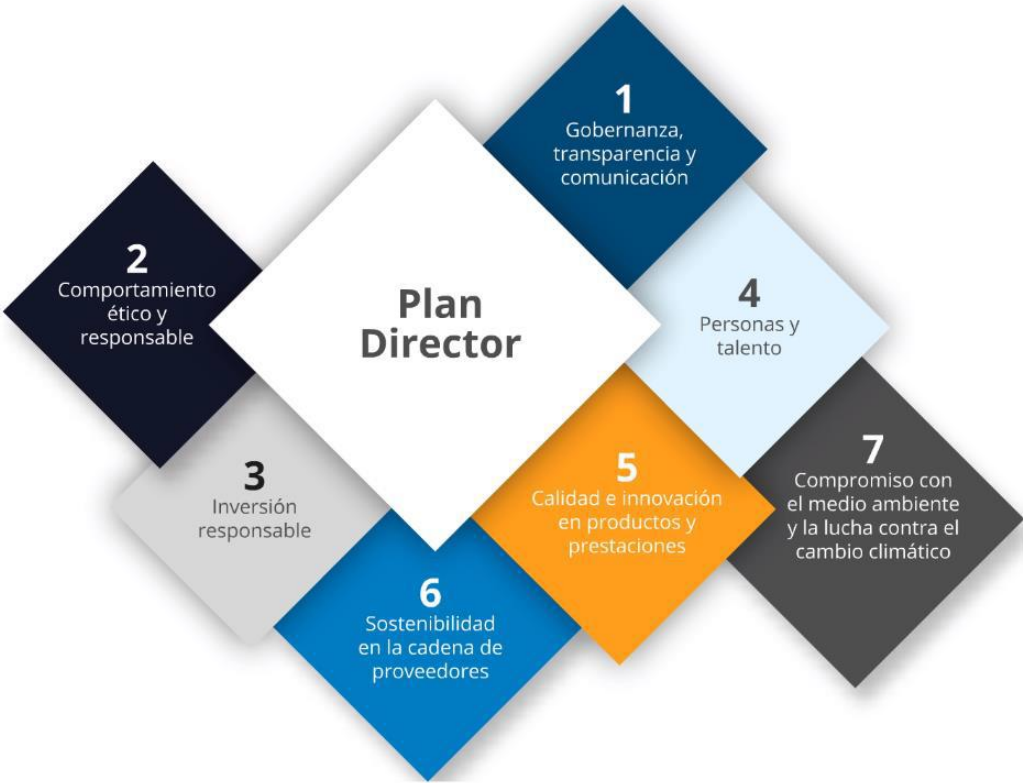 1
Gobernanza,
transparencia y
comunicación
2
Comportamiento
ético y
responsable
Plan
Director
4
Personas y
talento
3
Inversión
responsable
5
Calidad e innovación
en productos y
prestaciones
7
Compromiso con
el medio ambiente
y la lucha contra el
cambio climático
6
Sostenibilidad
en la cadena de
proveedores